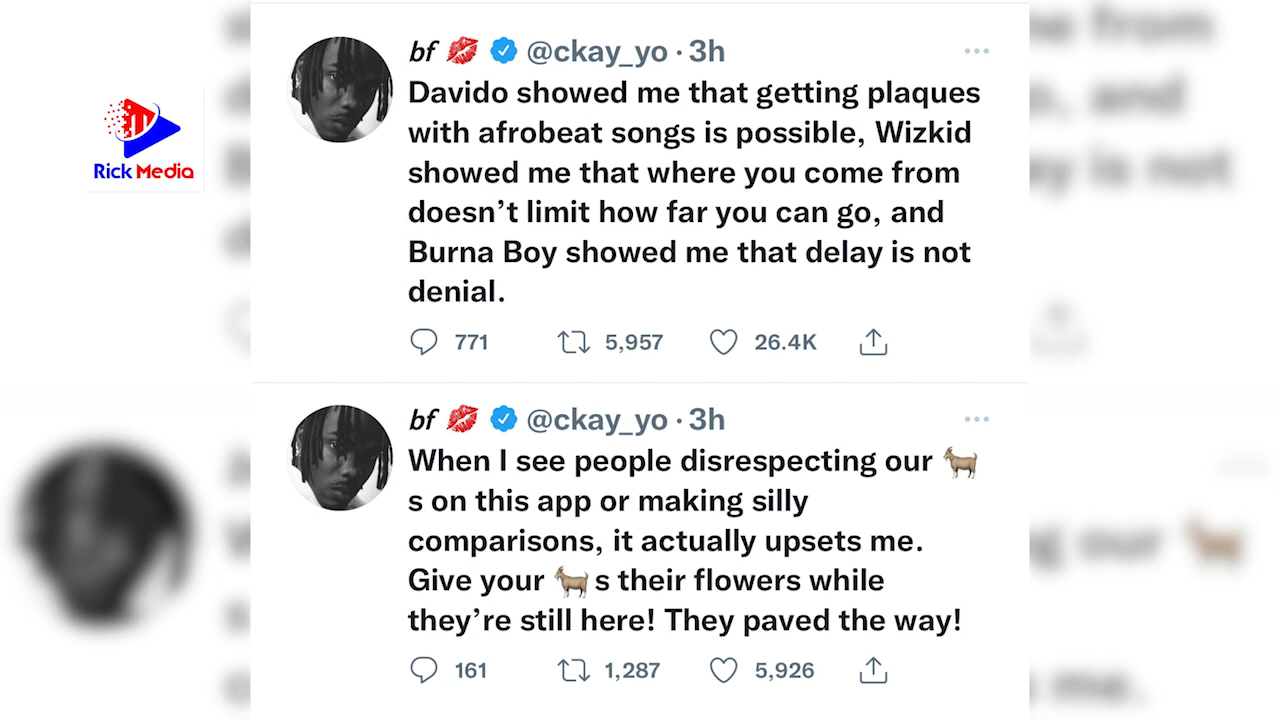 Rick Media
bf 💋 @ckay_yo · 3h
Davido showed me that getting plaques
with afrobeat songs is possible, Wizkid
showed me that where you come from
doesn’t limit how far you can go, and
Burna Boy showed me that delay is not
denial.
771 5,957 26.4K
bf 💋 @ckay_yo · 3h
When I see people disrespecting our 🐐
s on this app or making silly
comparisons, it actually upsets me.
Give your 🐐s their flowers while
they’re still here! They paved the way!
161 1,287 5,926